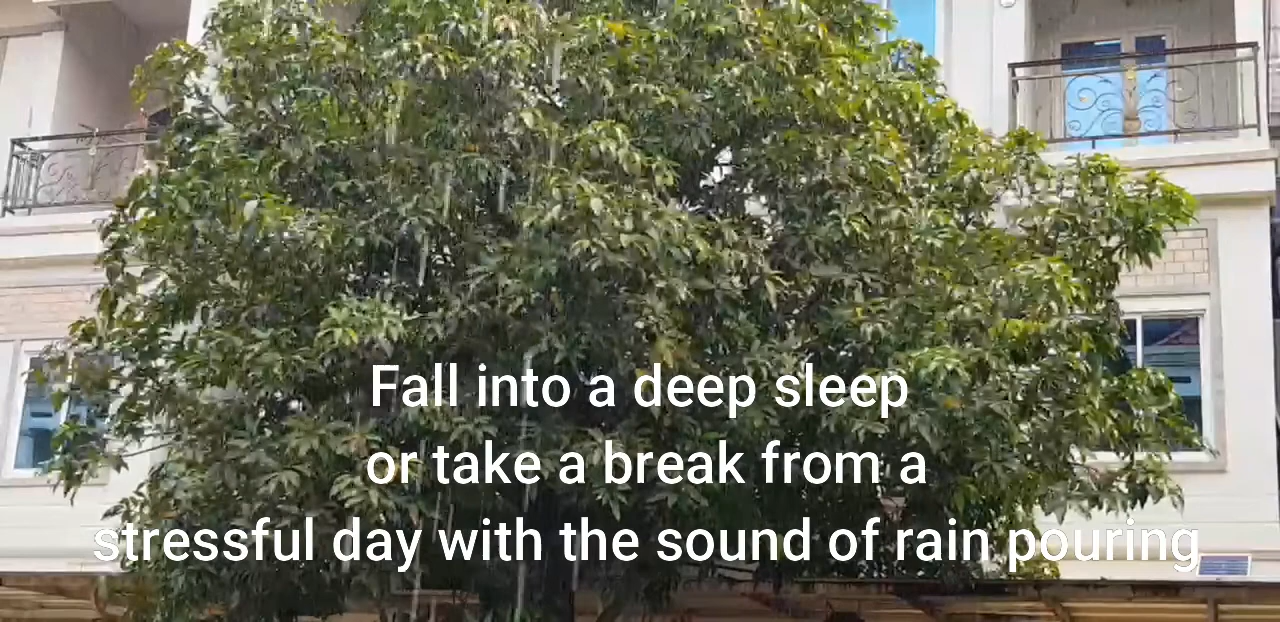 Fall into a deep sleep
or take a break from a
stressful day with the sound of rain pouring